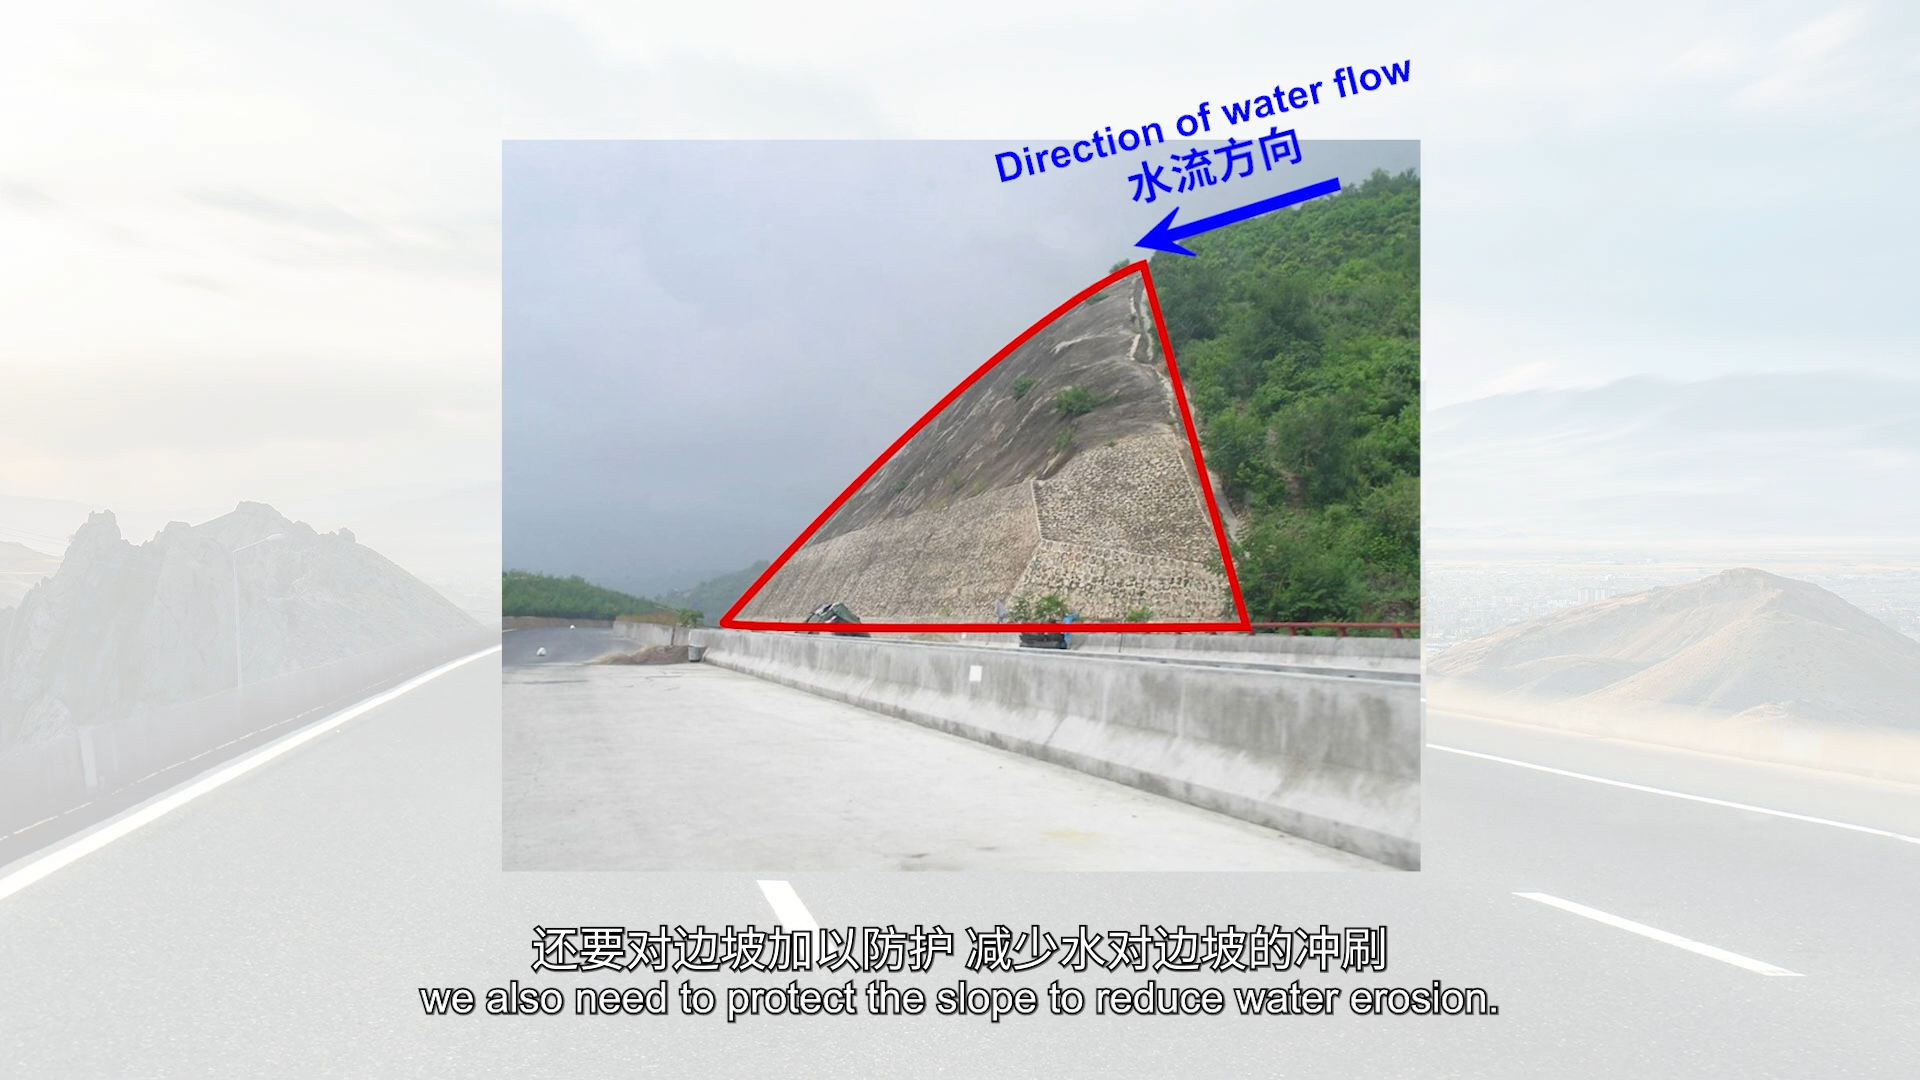 Direction of water flow
水流方向
还要对边坡加以防护 减少水对边坡的冲刷
we also need to protect the slope to reduce water erosion.